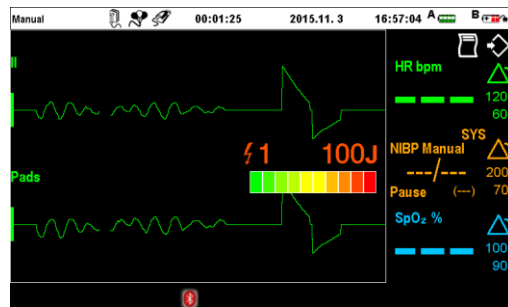 Manual 00:01:25 2015.11. 3 16:57:04 A B
II
HR bpm
120
60
1 100J
SYS
NIBP Manual
---/---
200
Pause (---) 70
Pads
SpO₂ %
100
90